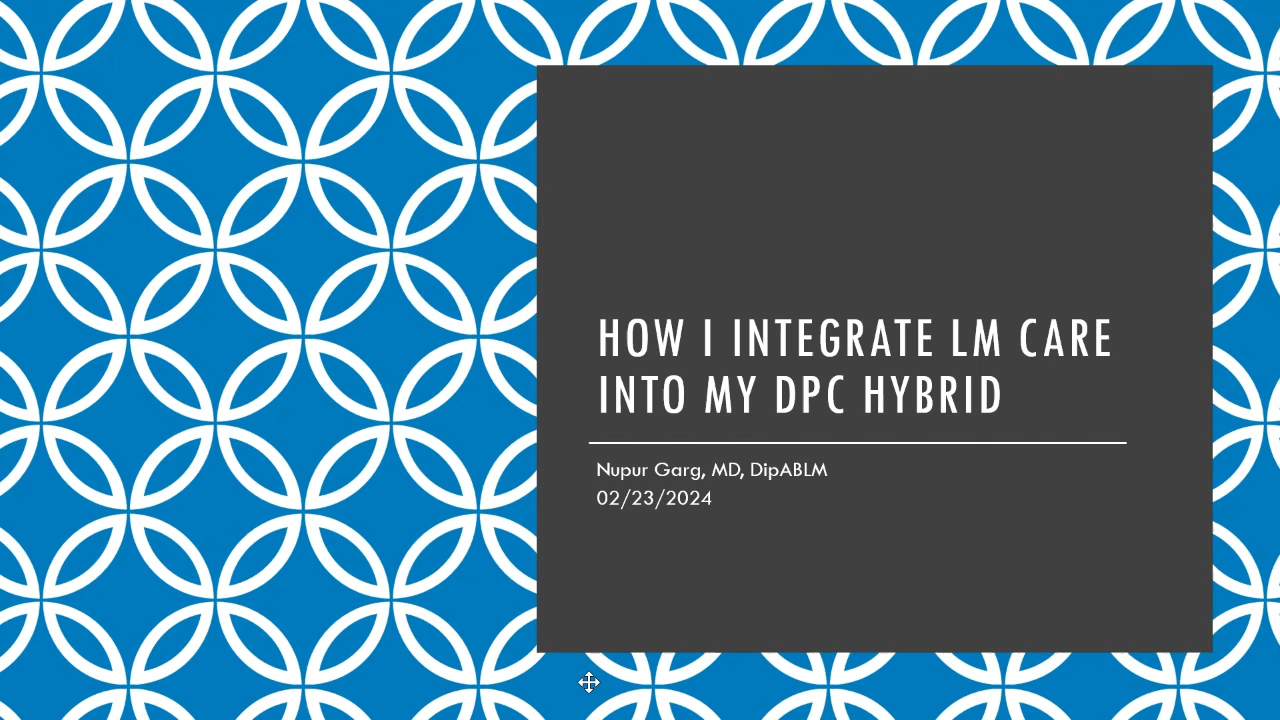 HOW I INTEGRATE LM CARE
INTO MY DPC HYBRID
Nupur Garg, MD, DipABLM
02/23/2024